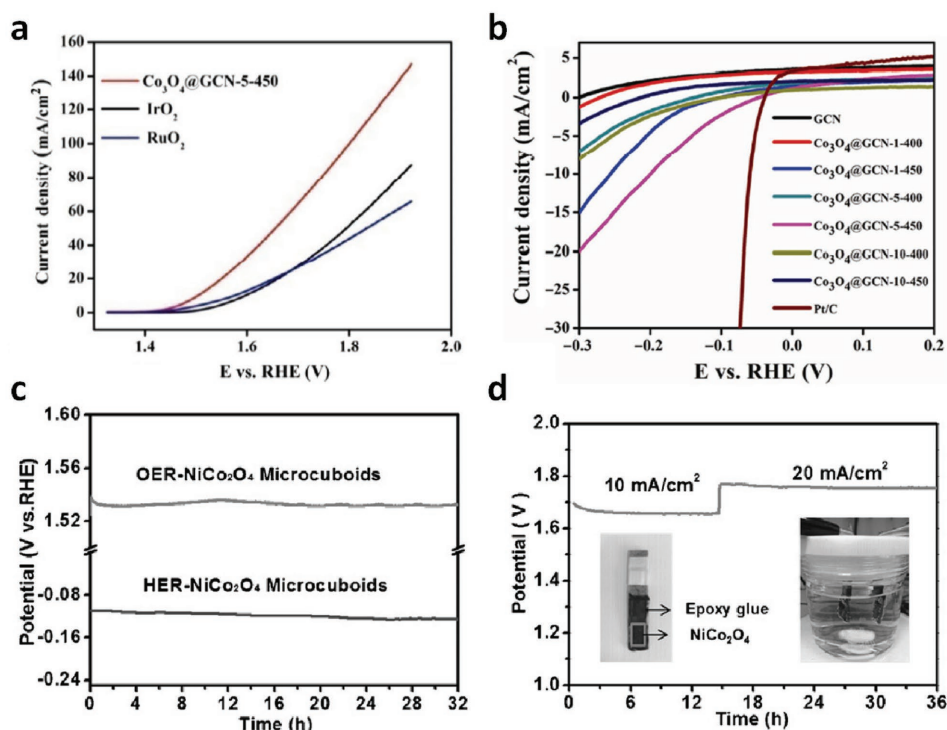 a
160
140
120
100
80
60
40
20
0
Current density (mA/cm²)
Co₃O₄@GCN-5-450
IrO₂
RuO₂
1.4 1.6 1.8 2.0
E vs. RHE (V)
b
5
0
−5
−10
−15
−20
−25
−30
Current density (mA/cm²)
GCN
Co₃O₄@GCN-1-400
Co₃O₄@GCN-1-450
Co₃O₄@GCN-5-400
Co₃O₄@GCN-5-450
Co₃O₄@GCN-10-400
Co₃O₄@GCN-10-450
Pt/C
−0.3 −0.2 −0.1 0.0 0.1 0.2
E vs. RHE (V)
c
1.60
1.56
1.52
-0.08
-0.16
-0.24
Potential (V vs.RHE)
OER-NiCo₂O₄ Microcuboids
HER-NiCo₂O₄ Microcuboids
0 4 8 12 16 20 24 28 32
Time (h)
d
2.0
1.8
1.6
1.4
1.2
1.0
Potential ( V )
10 mA/cm²
20 mA/cm²
Epoxy glue
NiCo₂O₄
0 6 12 18 24 30 36
Time (h)